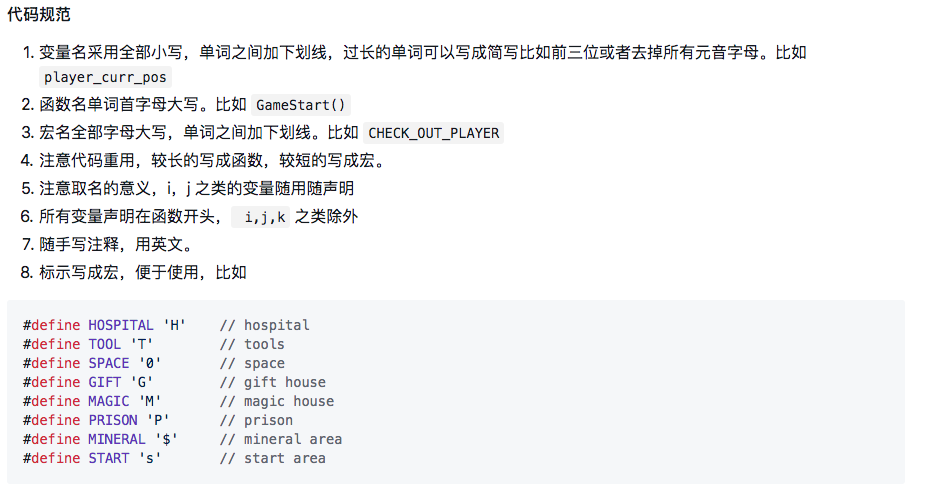 代码规范
1. 变量名采用全部小写，单词之间加下划线，过长的单词可以写成简写比如前三位或者去掉所有元音字母。比如
player_curr_pos
2. 函数名单词首字母大写。比如 GameStart()
3. 宏名全部字母大写，单词之间加下划线。比如 CHECK_OUT_PLAYER
4. 注意代码重用，较长的写成函数，较短的写成宏。
5. 注意取名的意义，i，j 之类的变量随用随声明
6. 所有变量声明在函数开头， i,j,k 之类除外
7. 随手写注释，用英文。
8. 标示写成宏，便于使用，比如
#define HOSPITAL 'H'    // hospital
#define TOOL 'T'        // tools
#define SPACE '0'       // space
#define GIFT 'G'        // gift house
#define MAGIC 'M'       // magic house
#define PRISON 'P'      // prison
#define MINERAL '$'     // mineral area
#define START 's'       // start area